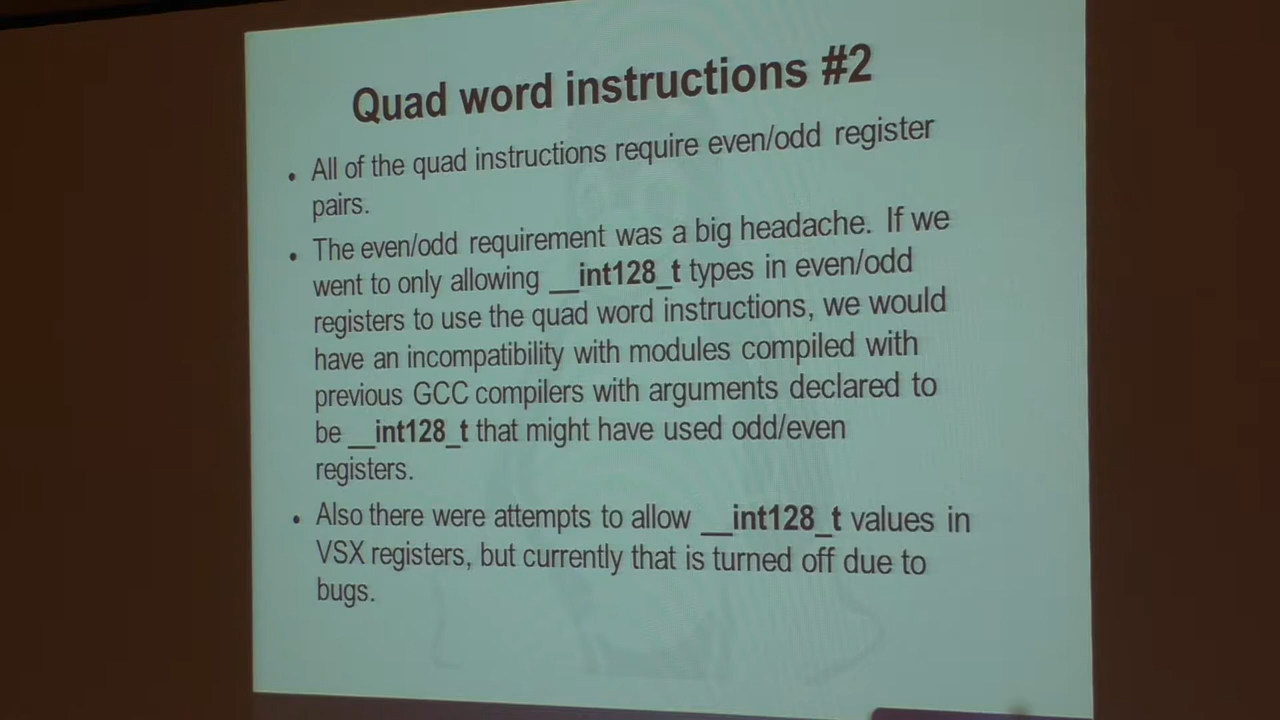 Quad word instructions #2
• All of the quad instructions require even/odd register
pairs.
• The even/odd requirement was a big headache. If we
went to only allowing __int128_t types in even/odd
registers to use the quad word instructions, we would
have an incompatibility with modules compiled with
previous GCC compilers with arguments declared to
be __int128_t that might have used odd/even
registers.
• Also there were attempts to allow __int128_t values in
VSX registers, but currently that is turned off due to
bugs.